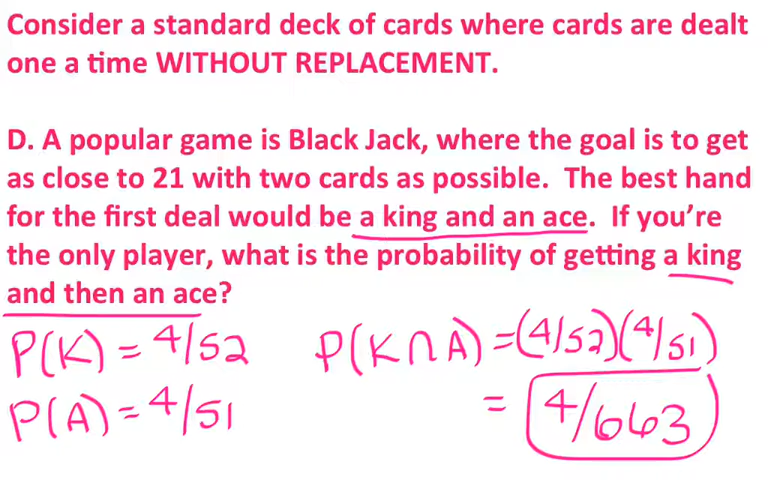 Consider a standard deck of cards where cards are dealt
one a time WITHOUT REPLACEMENT.
D. A popular game is Black Jack, where the goal is to get
as close to 21 with two cards as possible. The best hand
for the first deal would be a king and an ace. If you’re
the only player, what is the probability of getting a king
and then an ace?
P(K) = 4/52 P(K∩A) = (4/52)(4/51)
P(A) = 4/51 = 4/663